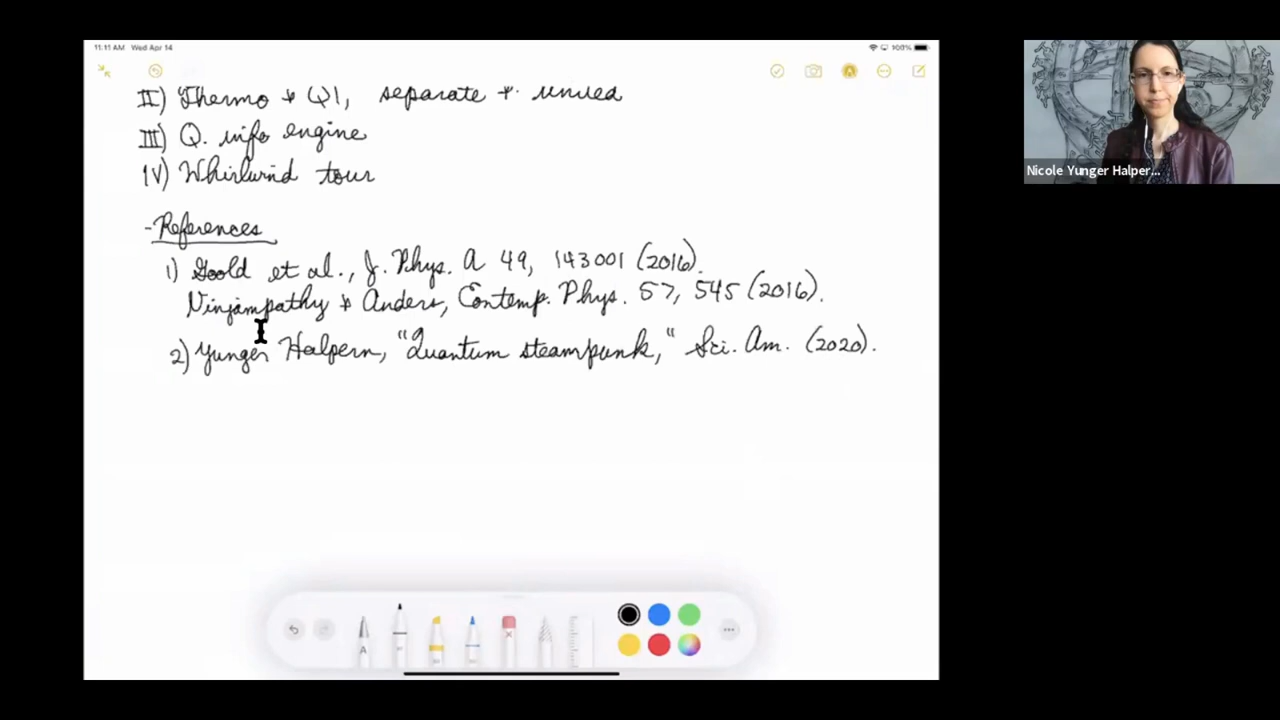 11:11 AM Wed Apr 14
100%
II) Thermo + QI, separate + unved
III) Q. info engine
IV) Whirlwind tour
- References
1) Goold et al., J. Phys. A 49, 143001 (2016).
Vinjampathy + Anders, Contemp. Phys. 57, 545 (2016).
2) Yunger Halpern, "Quantum steampunk," Sci. Am. (2020).
Nicole Yunger Halper...